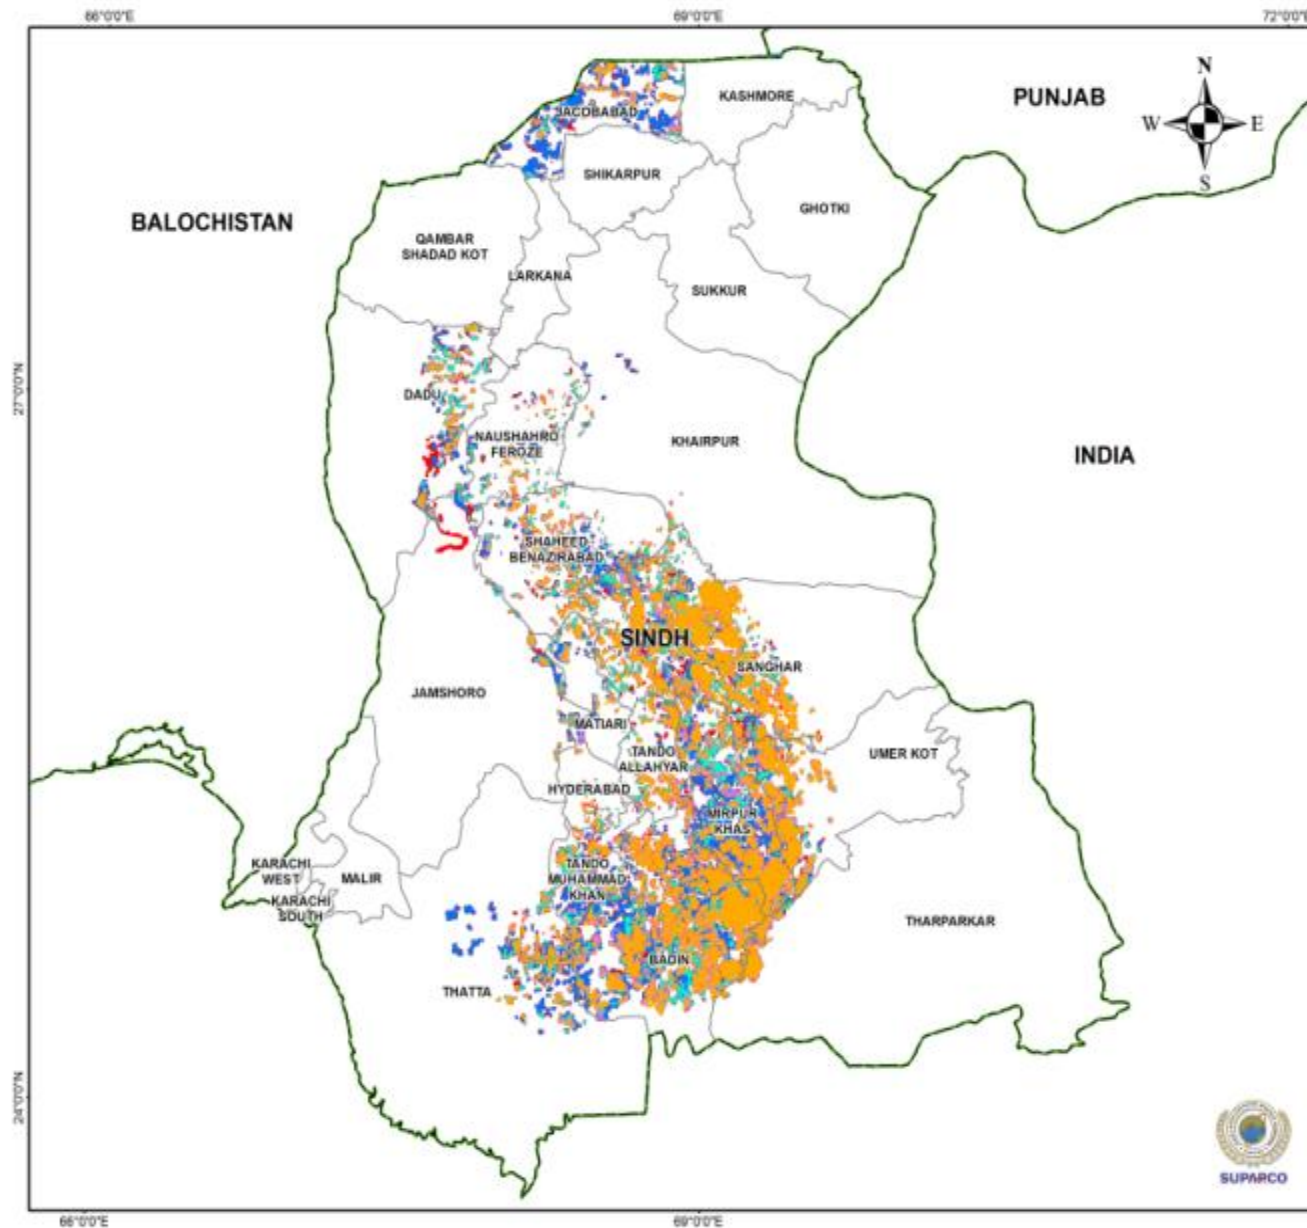 66°0'0"E
69°0'0"E
72°0'0"E
N
W
E
S
PUNJAB
KASHMORE
JACOBABAD
SHIKARPUR
GHOTKI
BALOCHISTAN
QAMBAR
SHADAD KOT
LARKANA
SUKKUR
27°0'0"N
DADU
NAUSHAHRO
FEROZE
KHAIRPUR
INDIA
SHAHEED
BENAZIRABAD
SINDH
SANGHAR
JAMSHORO
MATIARI
TANDO
ALLAHYAR
UMER KOT
HYDERABAD
MIRPUR
KHAS
KARACHI
WEST
MALIR
TANDO
MUHAMMAD
KHAN
KARACHI
SOUTH
THARPARKAR
BADIN
THATTA
24°0'0"N
SUPARCO
66°0'0"E
69°0'0"E